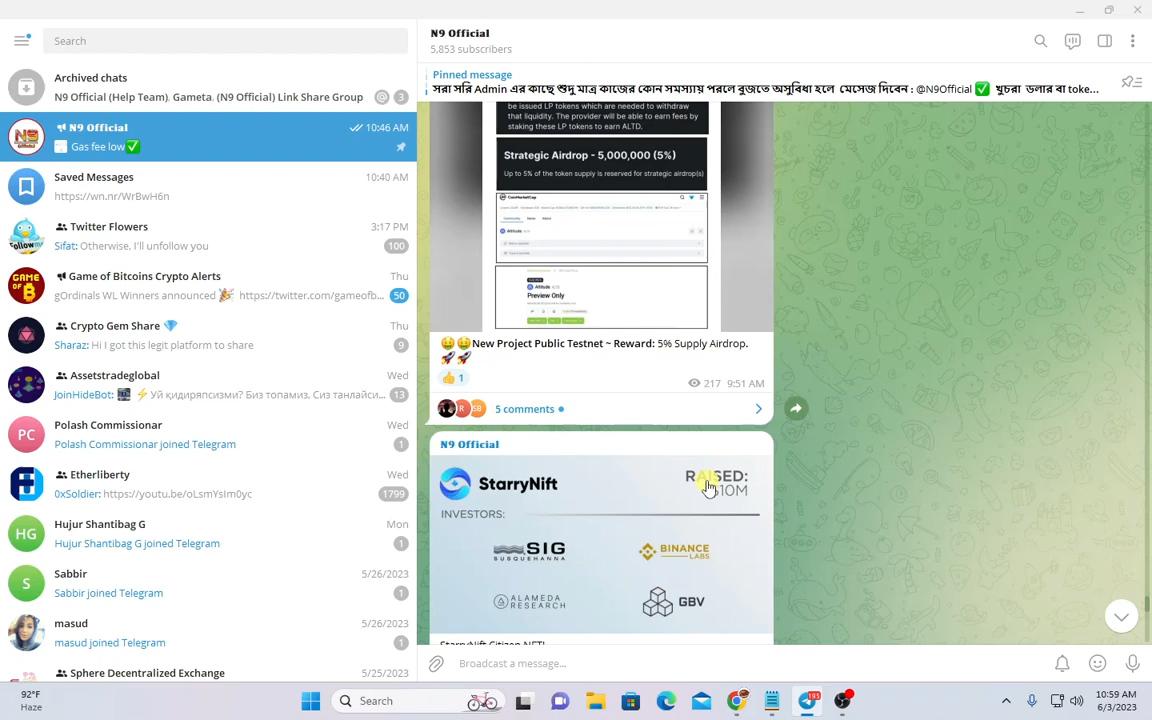 Search
Archived chats
N9 Official (Help Team), Gameta, (N9 Official) Link Share Group @ 3
N9 Official 10:46 AM
Gas fee low✅
Saved Messages 10:40 AM
https://wn.nr/WrBwH6n
Twitter Flowers 3:17 PM
Sifat: Otherwise, I'll unfollow you 100
Game of Bitcoins Crypto Alerts Thu
gOrdinals WL Winners announced 🎉 https://twitter.com/gameofb... 50
Crypto Gem Share 💎 Thu
Sharaz: Hi I got this legit platform to share 9
Assetstradeglobal Wed
JoinHideBot: ⚡Уй қидиряпсизми? Биз топамиз, Сиз танлайси... 13
Polash Commissionar Wed
Polash Commissionar joined Telegram 1
Etherliberty Wed
0xSoldier: https://youtu.be/oLsmYsIm0yc 1799
Hujur Shantibag G Mon
Hujur Shantibag G joined Telegram 1
Sabbir 5/26/2023
Sabbir joined Telegram 1
masud 5/26/2023
masud joined Telegram 1
Sphere Decentralized Exchange 5/25/2023
N9 Official
5,853 subscribers
Pinned message
সরা সরি Admin এর কাছে শুদু মাত্র কাজের কোন সমস্যায় পরলে বুজতে অসুবিধা হলে মেসেজ দিবেন : @N9Official ✅ খুচরা ডলার বা toke...
be issued LP tokens which are needed to withdraw
that liquidity. The provider will be able to earn fees by
staking these LP tokens to earn ALTD.
Strategic Airdrop - 5,000,000 (5%)
Up to 5% of the token supply is reserved for strategic airdrop(s)
CoinMarketCap
Altitude
Altitude
Preview Only
🤑🤑New Project Public Testnet ~ Reward: 5% Supply Airdrop.
🚀🚀
👍 1
217 9:51 AM
R SB 5 comments
N9 Official
StarryNift
RAISED:
$10M
INVESTORS:
SIG
SUSQUEHANNA
BINANCE
LABS
ALAMEDA
RESEARCH
GBV
StarryNift Citizen NFT!
Broadcast a message...
92°F
Haze
Search
195
10:59 AM
6/3/2023